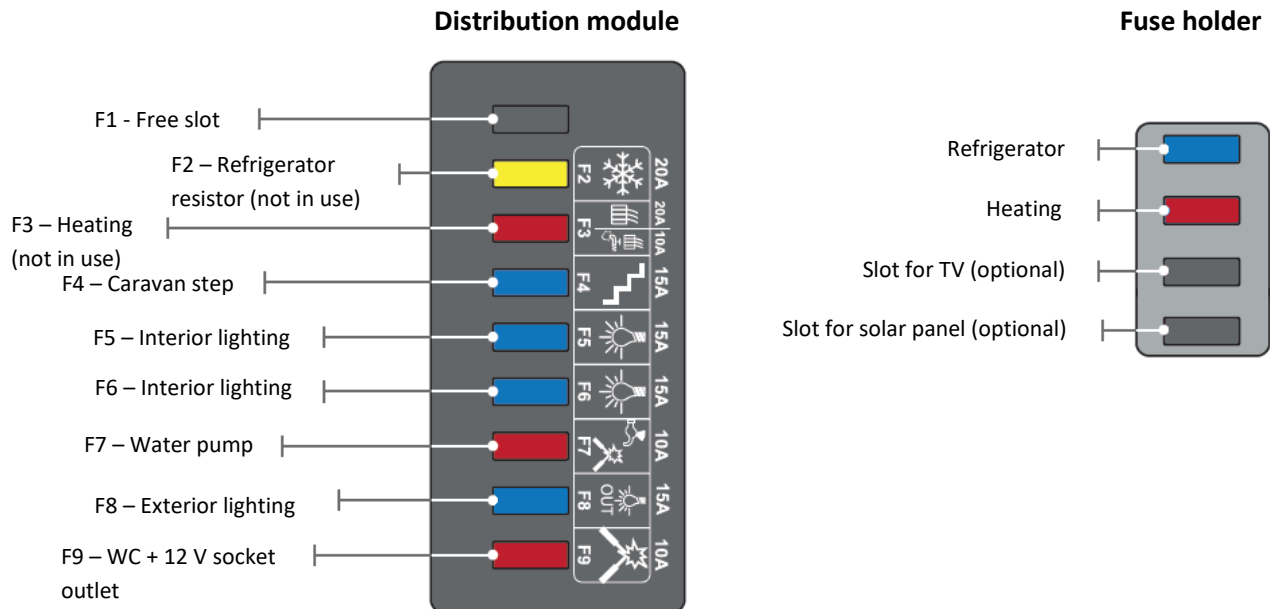 Distribution module
Fuse holder
F1 - Free slot
F2 – Refrigerator
resistor (not in use)
F3 – Heating
(not in use)
F4 – Caravan step
F5 – Interior lighting
F6 – Interior lighting
F7 – Water pump
F8 – Exterior lighting
F9 – WC + 12 V socket
outlet
F2
20A
F3
20A
10A
F4
15A
F5
15A
F6
15A
F7
10A
F8
OUT
15A
F9
10A
Refrigerator
Heating
Slot for TV (optional)
Slot for solar panel (optional)